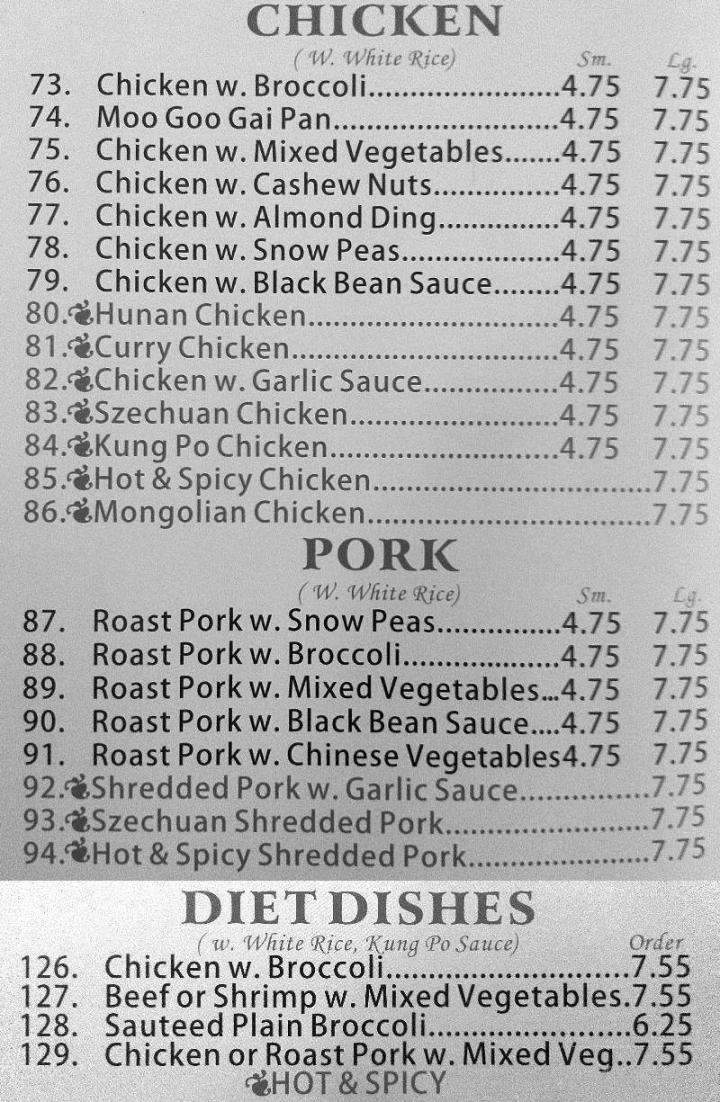 CHICKEN
( W. White Rice) Sm. Lg.
73. Chicken w. Broccoli...........................4.75 7.75
74. Moo Goo Gai Pan...........................4.75 7.75
75. Chicken w. Mixed Vegetables.......4.75 7.75
76. Chicken w. Cashew Nuts...............4.75 7.75
77. Chicken w. Almond Ding...............4.75 7.75
78. Chicken w. Snow Peas...................4.75 7.75
79. Chicken w. Black Bean Sauce........4.75 7.75
80. Hunan Chicken..............................4.75 7.75
81. Curry Chicken................................4.75 7.75
82. Chicken w. Garlic Sauce................4.75 7.75
83. Szechuan Chicken.........................4.75 7.75
84. Kung Po Chicken...........................4.75 7.75
85. Hot & Spicy Chicken.................................7.75
86. Mongolian Chicken..................................7.75
PORK
( W. White Rice) Sm. Lg.
87. Roast Pork w. Snow Peas...............4.75 7.75
88. Roast Pork w. Broccoli...................4.75 7.75
89. Roast Pork w. Mixed Vegetables...4.75 7.75
90. Roast Pork w. Black Bean Sauce....4.75 7.75
91. Roast Pork w. Chinese Vegetables4.75 7.75
92. Shredded Pork w. Garlic Sauce...............7.75
93. Szechuan Shredded Pork........................7.75
94. Hot & Spicy Shredded Pork.....................7.75
DIET DISHES
( w. White Rice, Kung Po Sauce) Order
126. Chicken w. Broccoli.............................7.55
127. Beef or Shrimp w. Mixed Vegetables.7.55
128. Sauteed Plain Broccoli........................6.25
129. Chicken or Roast Pork w. Mixed Veg..7.55
HOT & SPICY